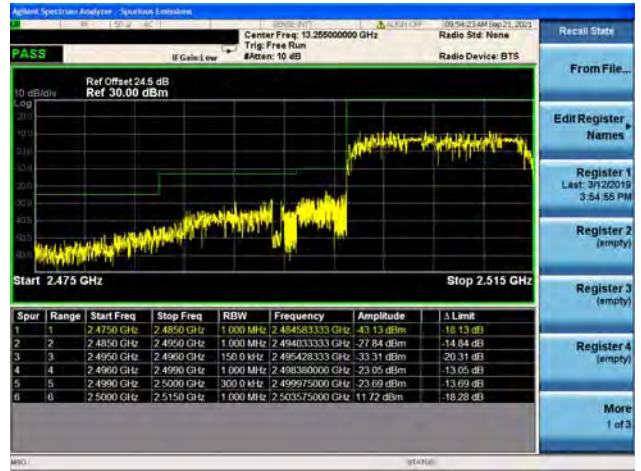 Agilent Spectrum Analyzer - Spurious Emissions
RF 50 Ω AC SENSE:INT ALIGN OFF 09:54:23 AM Sep 21, 2021
Center Freq: 13.255000000 GHz Radio Std: None
Trig: Free Run
PASS IFGain:Low #Atten: 10 dB Radio Device: BTS
Ref Offset 24.5 dB
10 dB/div Ref 30.00 dBm
Log
20.0
10.0
Start 2.475 GHz Stop 2.515 GHz
Spur Range Start Freq Stop Freq RBW Frequency Amplitude Δ Limit
1 1 2.4750 GHz 2.4850 GHz 1.000 MHz 2.484583333 GHz -43.13 dBm -18.13 dB
2 2 2.4850 GHz 2.4950 GHz 1.000 MHz 2.494033333 GHz -27.84 dBm -14.84 dB
3 3 2.4950 GHz 2.4960 GHz 150.0 kHz 2.495428333 GHz -33.31 dBm -20.31 dB
4 4 2.4960 GHz 2.4990 GHz 1.000 MHz 2.498380000 GHz -23.05 dBm -13.05 dB
5 5 2.4990 GHz 2.5000 GHz 300.0 kHz 2.499975000 GHz -23.69 dBm -13.69 dB
6 6 2.5000 GHz 2.5150 GHz 1.000 MHz 2.503575000 GHz 11.72 dBm -18.28 dB
MSG STATUS
Recall State
From File...
Edit Register
Names
Register 1
Last: 3/12/2019
3:54:55 PM
Register 2
(empty)
Register 3
(empty)
Register 4
(empty)
More
1 of 3